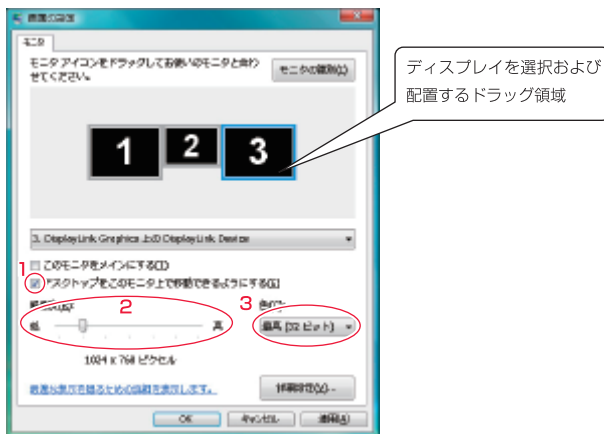 画面の設定
モニタ
モニタ アイコンをドラッグしてお使いのモニタと合わ
せてください。
モニタの識別(I)
ディスプレイを選択および
配置するドラッグ領域
1
2
3
3. DisplayLink Graphics 上の DisplayLink Device
このモニタをメインにする(T)
1
デスクトップをこのモニタ上で移動できるようにする(E)
解像度(R):
2
3
色(C):
低
高
最高 (32 ビット)
1024 x 768 ピクセル
最適な表示を得るための詳細を表示します。
詳細設定(V)...
OK
キャンセル
適用(A)